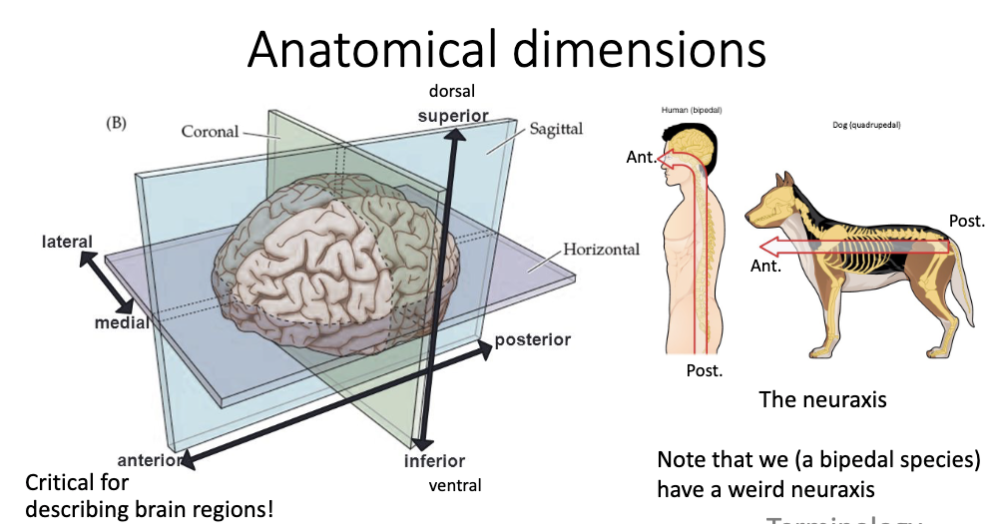 Anatomical dimensions
(B)
dorsal
superior
Coronal
Sagittal
lateral
medial
Horizontal
posterior
anterior
inferior
ventral
Critical for
describing brain regions!
Human (bipedal)
Dog (quadrupedal)
Ant.
Post.
Ant.
Post.
The neuraxis
Note that we (a bipedal species)
have a weird neuraxis
Terminology